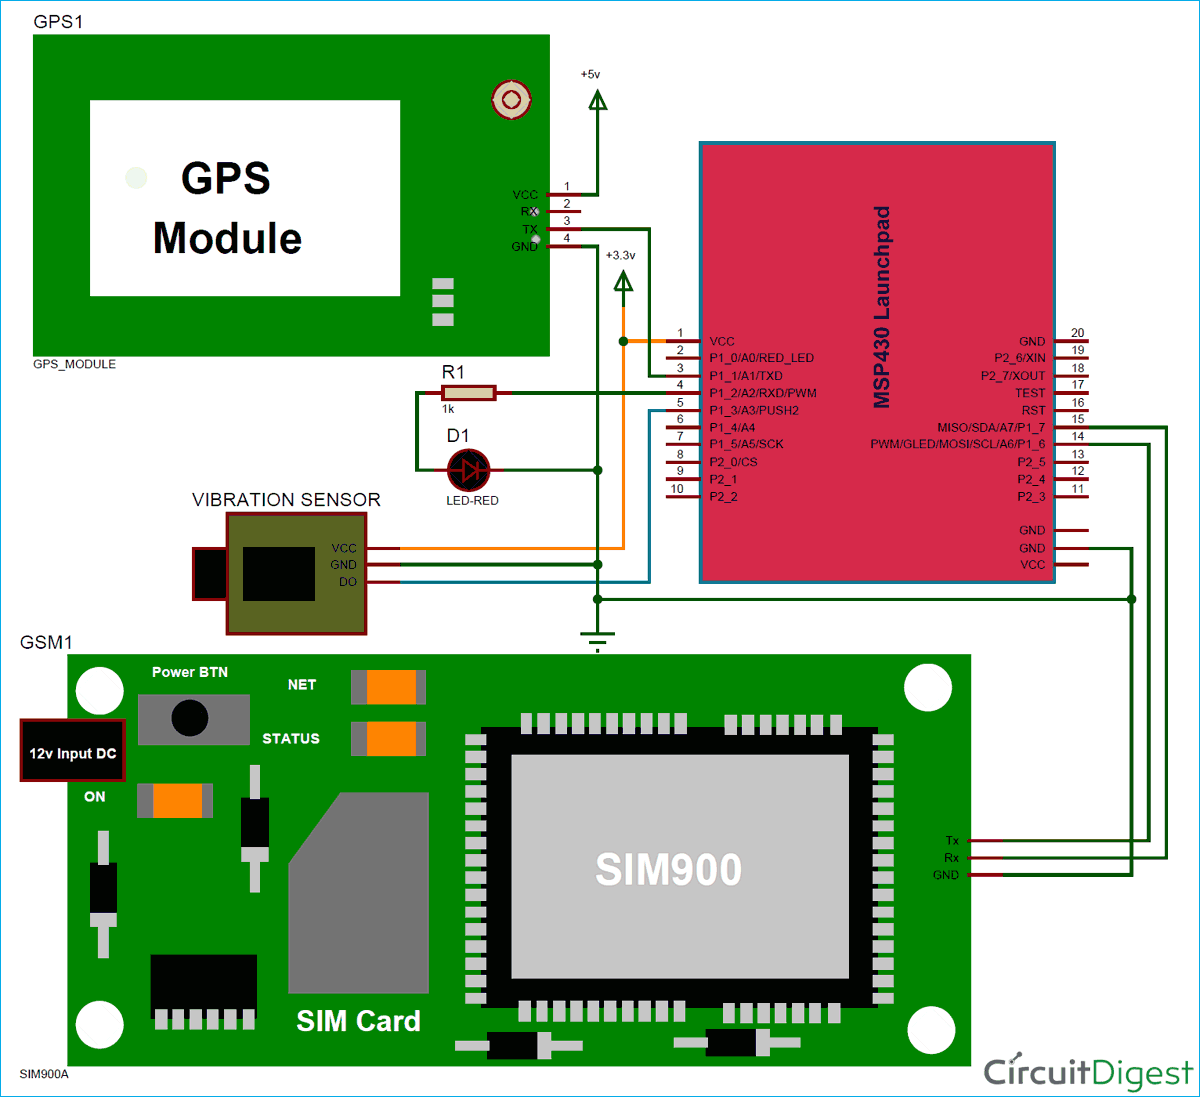 GPS1
GPS
Module
VCC 1
RX 2
TX 3
GND 4
GPS_MODULE
+5v
+3.3v
MSP430 Launchpad
1 VCC
2 P1_0/A0/RED_LED
3 P1_1/A1/TXD
4 P1_2/A2/RXD/PWM
5 P1_3/A3/PUSH2
6 P1_4/A4
7 P1_5/A5/SCK
8 P2_0/CS
9 P2_1
10 P2_2
GND 20
P2_6/XIN 19
P2_7/XOUT 18
TEST 17
RST 16
MISO/SDA/A7/P1_7 15
PWM/GLED/MOSI/SCL/A6/P1_6 14
P2_5 13
P2_4 12
P2_3 11
GND
GND
VCC
R1
1k
D1
LED-RED
VIBRATION SENSOR
VCC
GND
DO
GSM1
Power BTN
NET
STATUS
12v Input DC
ON
SIM900
Tx
Rx
GND
SIM Card
SIM900A
CircuitDigest